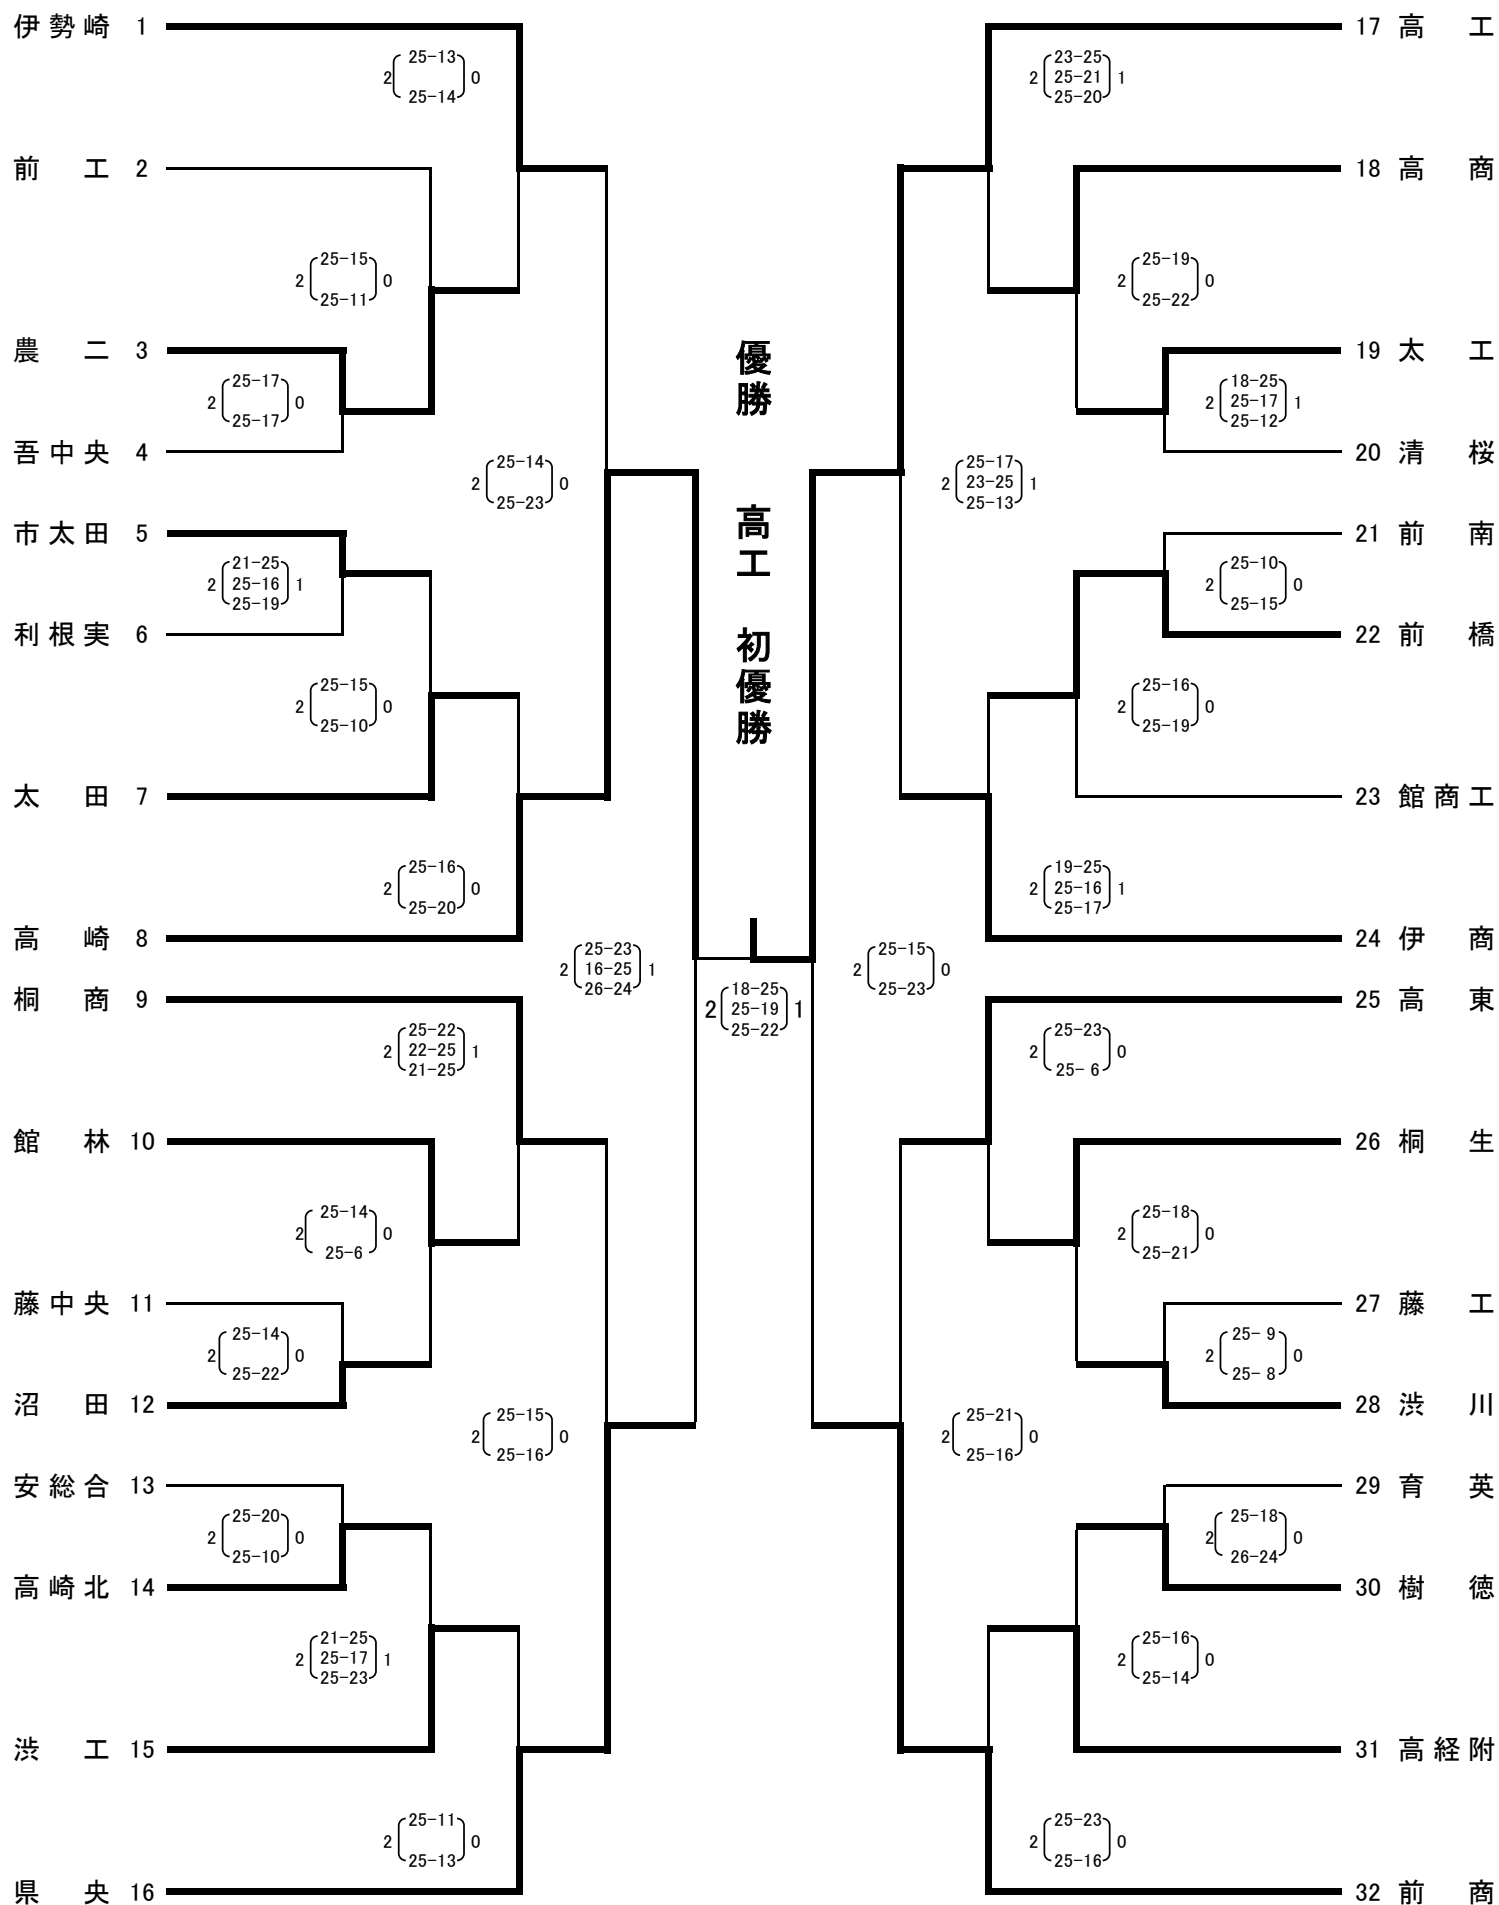 伊勢崎 1
2 25-13 0
25-14
前工 2
2 25-15 0
25-11
農二 3
2 25-17 0
25-17
吾中央 4
2 25-14 0
25-23
市太田 5
21-25
2 25-16 1
25-19
利根実 6
2 25-15 0
25-10
太田 7
2 25-16 0
25-20
高崎 8
25-23
2 16-25 1
26-24
桐商 9
25-22
2 22-25 1
21-25
館林 10
2 25-14 0
25-6
藤中央 11
2 25-14 0
25-22
沼田 12
2 25-15 0
25-16
安総合 13
2 25-20 0
25-10
高崎北 14
21-25
2 25-17 1
25-23
渋工 15
2 25-11 0
25-13
県央 16
優勝 高工 初優勝
18-25
2 25-19 1
25-22
17 高工
23-25
2 25-21 1
25-20
18 高商
2 25-19 0
25-22
19 太工
18-25
2 25-17 1
25-12
20 清桜
25-17
2 23-25 1
25-13
21 前南
2 25-10 0
25-15
22 前橋
2 25-16 0
25-19
23 館商工
19-25
2 25-16 1
25-17
24 伊商
2 25-15 0
25-23
25 高東
2 25-23 0
25- 6
26 桐生
2 25-18 0
25-21
27 藤工
2 25- 9 0
25- 8
28 渋川
2 25-21 0
25-16
29 育英
2 25-18 0
26-24
30 樹徳
2 25-16 0
25-14
31 高経附
2 25-23 0
25-16
32 前商